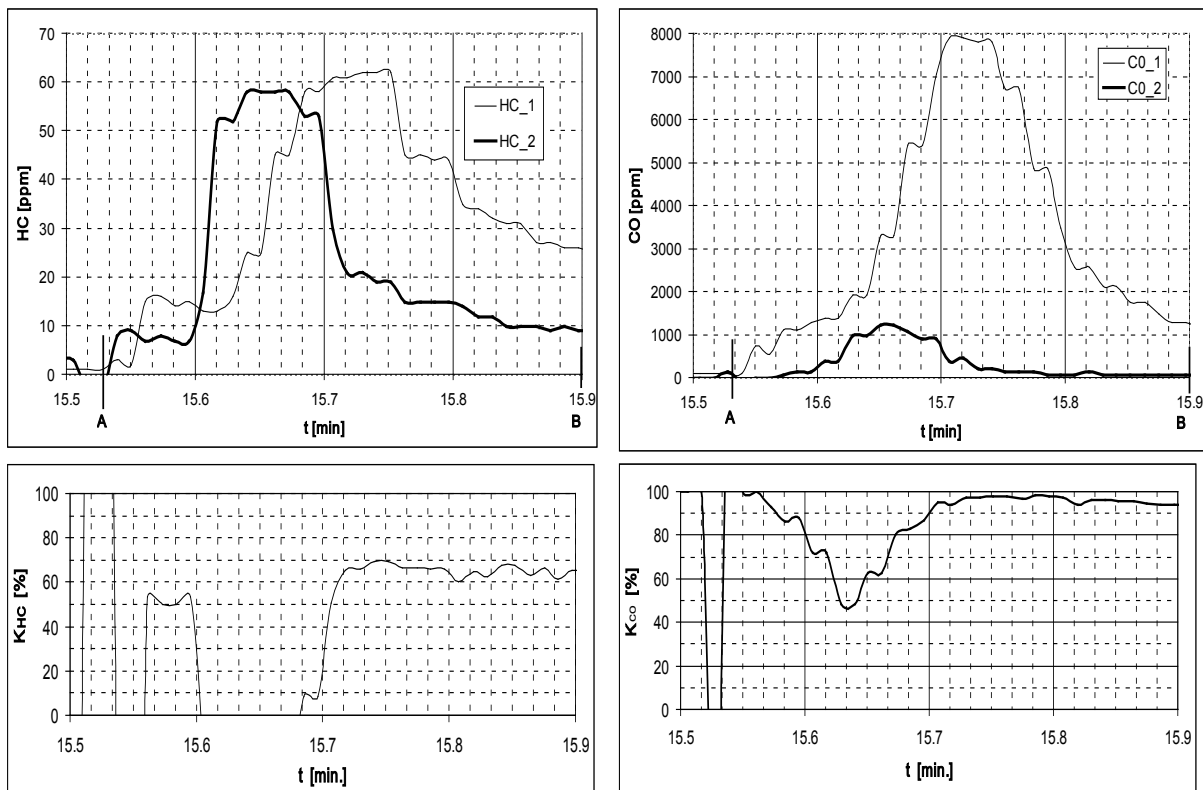 70
60
50
40
30
20
10
0
HC [ppm]
HC_1
HC_2
15.5 15.6 15.7 15.8 15.9
A B
t [min]
8000
7000
6000
5000
4000
3000
2000
1000
0
CO [ppm]
C0_1
C0_2
15.5 15.6 15.7 15.8 15.9
A B
t [min]
100
80
60
40
20
0
KHC [%]
15.5 15.6 15.7 15.8 15.9
t [min.]
100
80
60
40
20
0
KCO [%]
15.5 15.6 15.7 15.8 15.9
t [min.]